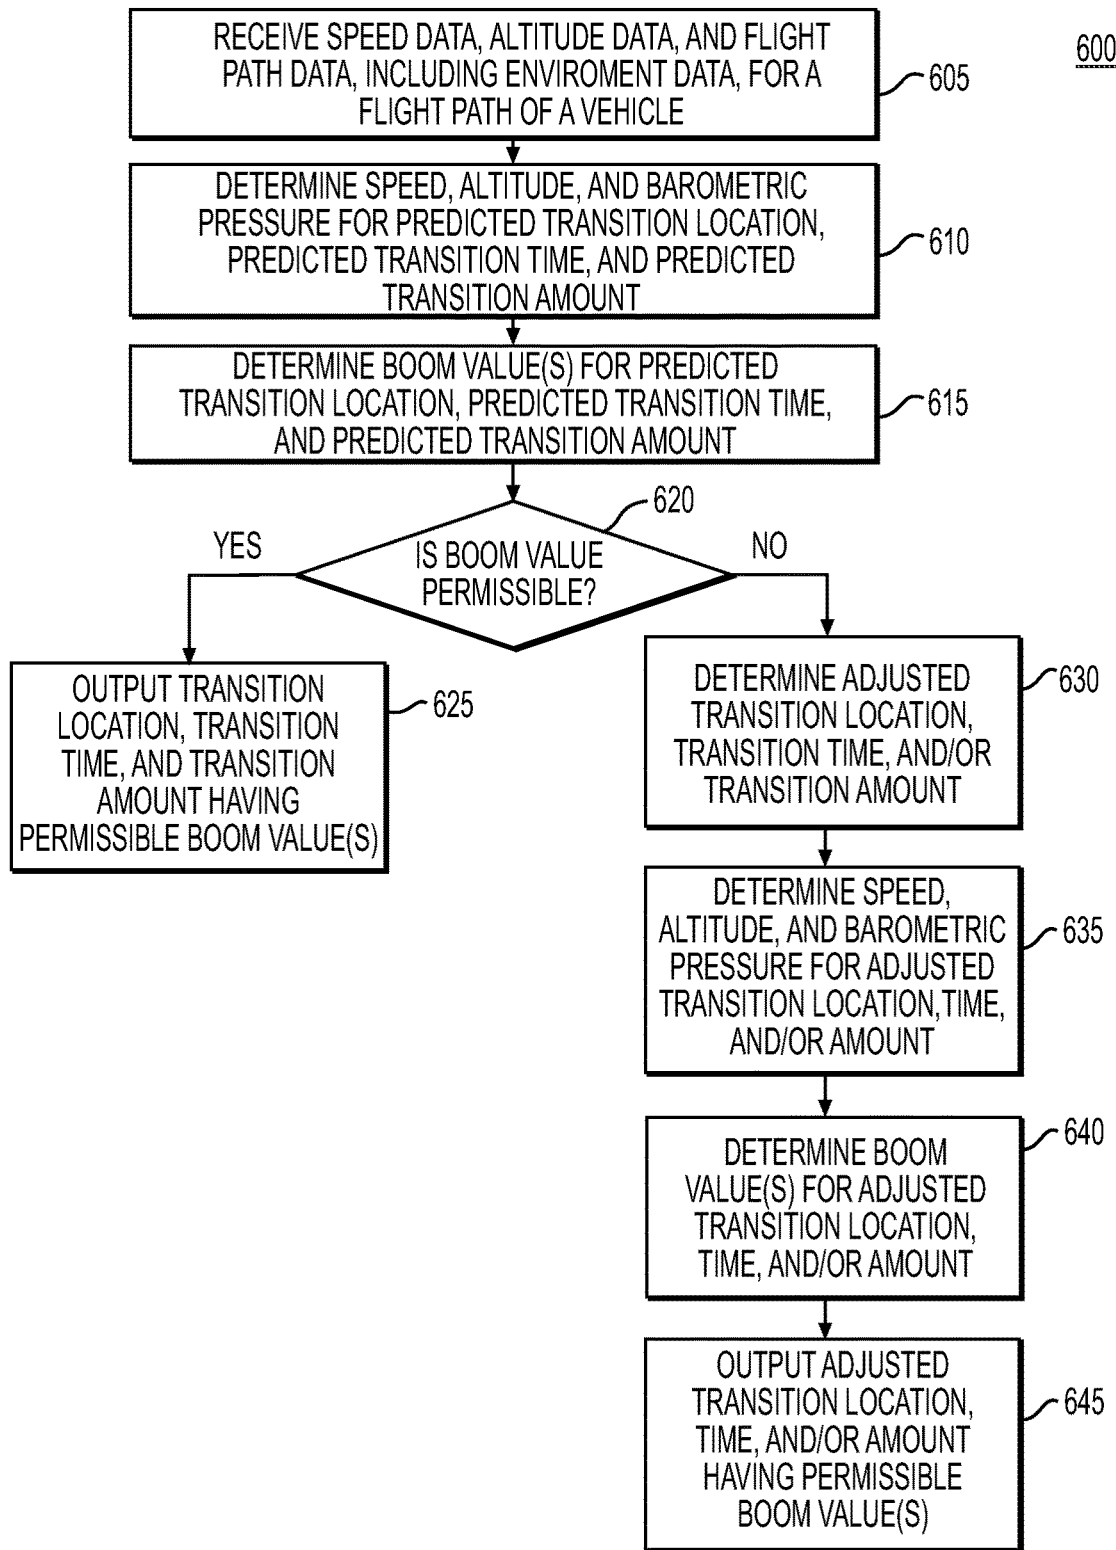 600
RECEIVE SPEED DATA, ALTITUDE DATA, AND FLIGHT
PATH DATA, INCLUDING ENVIROMENT DATA, FOR A
FLIGHT PATH OF A VEHICLE
605
DETERMINE SPEED, ALTITUDE, AND BAROMETRIC
PRESSURE FOR PREDICTED TRANSITION LOCATION,
PREDICTED TRANSITION TIME, AND PREDICTED
TRANSITION AMOUNT
610
DETERMINE BOOM VALUE(S) FOR PREDICTED
TRANSITION LOCATION, PREDICTED TRANSITION TIME,
AND PREDICTED TRANSITION AMOUNT
615
620
YES
IS BOOM VALUE
PERMISSIBLE?
NO
OUTPUT TRANSITION
LOCATION, TRANSITION
TIME, AND TRANSITION
AMOUNT HAVING
PERMISSIBLE BOOM VALUE(S)
625
DETERMINE ADJUSTED
TRANSITION LOCATION,
TRANSITION TIME, AND/OR
TRANSITION AMOUNT
630
DETERMINE SPEED,
ALTITUDE, AND BAROMETRIC
PRESSURE FOR ADJUSTED
TRANSITION LOCATION, TIME,
AND/OR AMOUNT
635
DETERMINE BOOM
VALUE(S) FOR ADJUSTED
TRANSITION LOCATION,
TIME, AND/OR AMOUNT
640
OUTPUT ADJUSTED
TRANSITION LOCATION,
TIME, AND/OR AMOUNT
HAVING PERMISSIBLE
BOOM VALUE(S)
645